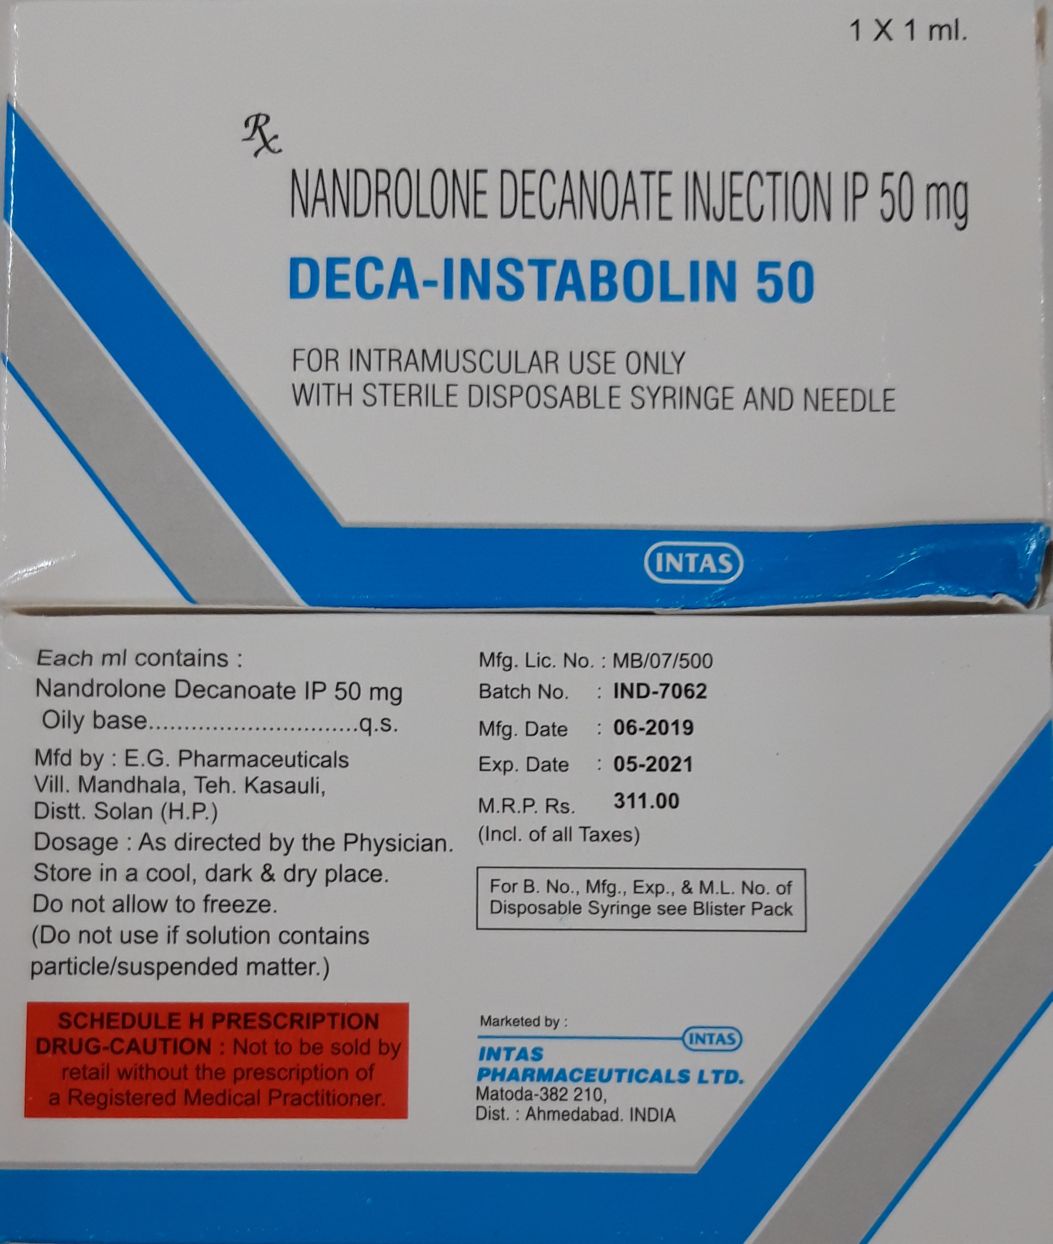 1 X 1 ml.
Rx
NANDROLONE DECANOATE INJECTION IP 50 mg
DECA-INSTABOLIN 50
FOR INTRAMUSCULAR USE ONLY
WITH STERILE DISPOSABLE SYRINGE AND NEEDLE
INTAS
Each ml contains :
Nandrolone Decanoate IP 50 mg
Oily base..............................q.s.
Mfd by : E.G. Pharmaceuticals
Vill. Mandhala, Teh. Kasauli,
Distt. Solan (H.P.)
Dosage : As directed by the Physician.
Store in a cool, dark & dry place.
Do not allow to freeze.
(Do not use if solution contains
particle/suspended matter.)
SCHEDULE H PRESCRIPTION
DRUG-CAUTION : Not to be sold by
retail without the prescription of
a Registered Medical Practitioner.
Mfg. Lic. No. : MB/07/500
Batch No. : IND-7062
Mfg. Date : 06-2019
Exp. Date : 05-2021
M.R.P. Rs. 311.00
(Incl. of all Taxes)
For B. No., Mfg., Exp., & M.L. No. of
Disposable Syringe see Blister Pack
Marketed by :
INTAS
INTAS
PHARMACEUTICALS LTD.
Matoda-382 210,
Dist. : Ahmedabad. INDIA